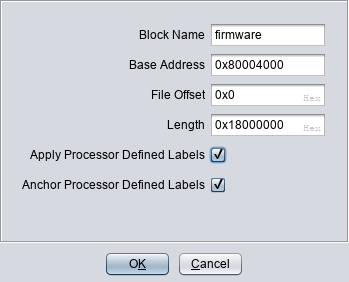 Block Name firmware
Base Address 0x80004000
File Offset 0x0 Hex
Length 0x18000000 Hex
Apply Processor Defined Labels
Anchor Processor Defined Labels
OK Cancel